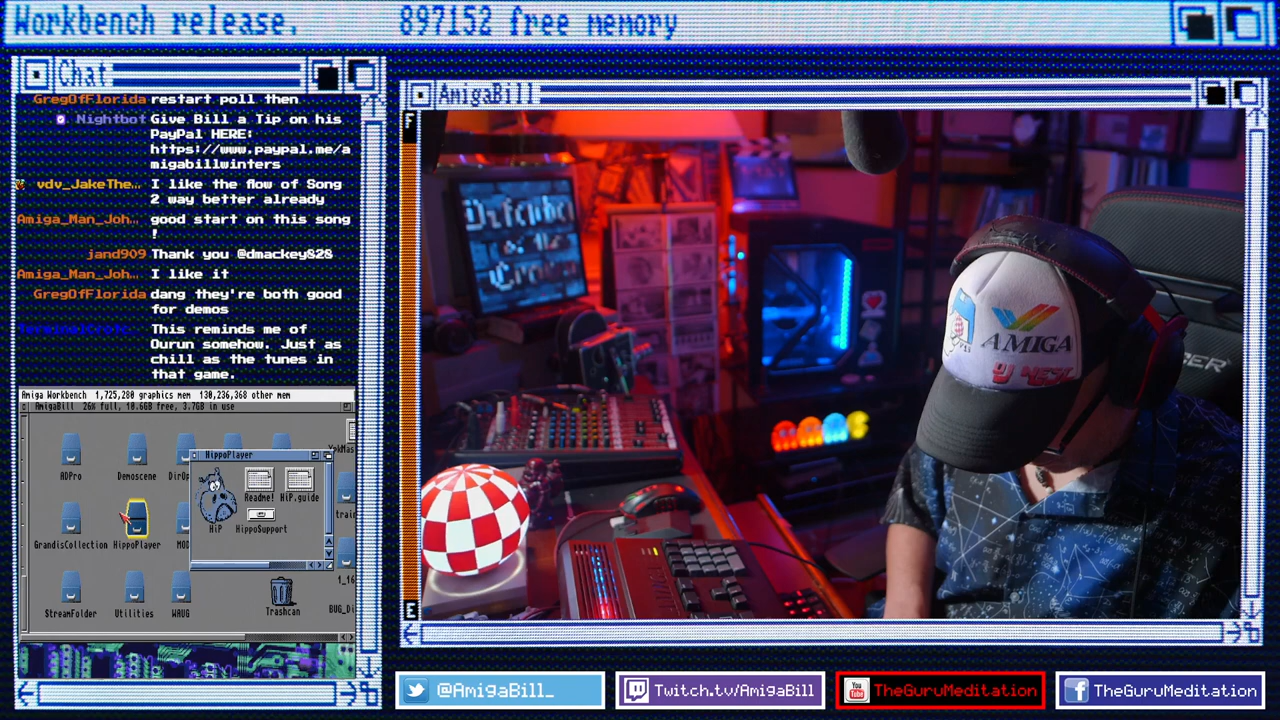 Workbench release. 897152 free memory
Chat
GregOfFlorida restart poll then
Nightbot Give Bill a Tip on his
PayPal HERE:
https://www.paypal.me/a
migabillwinters
vdv_JakeThe… I like the flow of Song
2 way better already
Amiga_Man_Joh… good start on this song
!
jand909 Thank you @dmackey828
Amiga_Man_Joh… I like it
GregOfFlorida dang they're both good
for demos
This reminds me of
Ourun somehow. Just as
chill as the tunes in
that game.
Amiga Workbench 1,725,280 graphics mem 130,236,368 other mem
AmigaBill 26% full, 10.6GB free, 3.7GB in use
ADPro
Demoscene
HippoPlayer
Readme!
HiP.guide
HiP
HippoSupport
GrandisCollection
HippoPlayer
StreamFolder
Utilities
WAUG
Trashcan
AmigaBill
F
E
AMIGA
@AmigaBill_
Twitch.tv/AmigaBill
You
Tube
TheGuruMeditation
f TheGuruMeditation